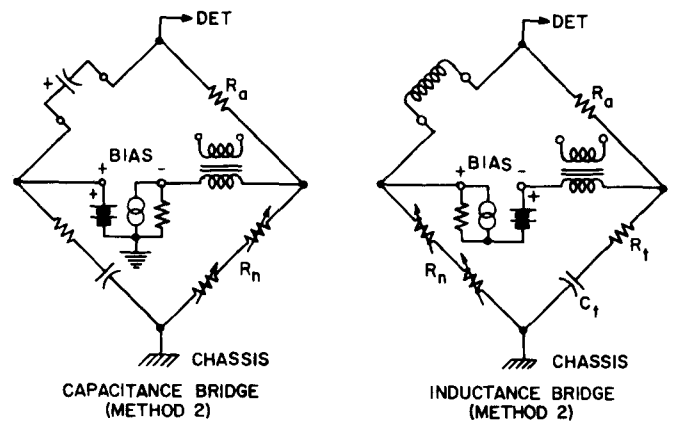 DET
+
Ra
BIAS
+
-
+
Rn
CHASSIS
CAPACITANCE BRIDGE
(METHOD 2)
DET
Ra
BIAS
+
-
+
Rn
Rt
Ct
CHASSIS
INDUCTANCE BRIDGE
(METHOD 2)